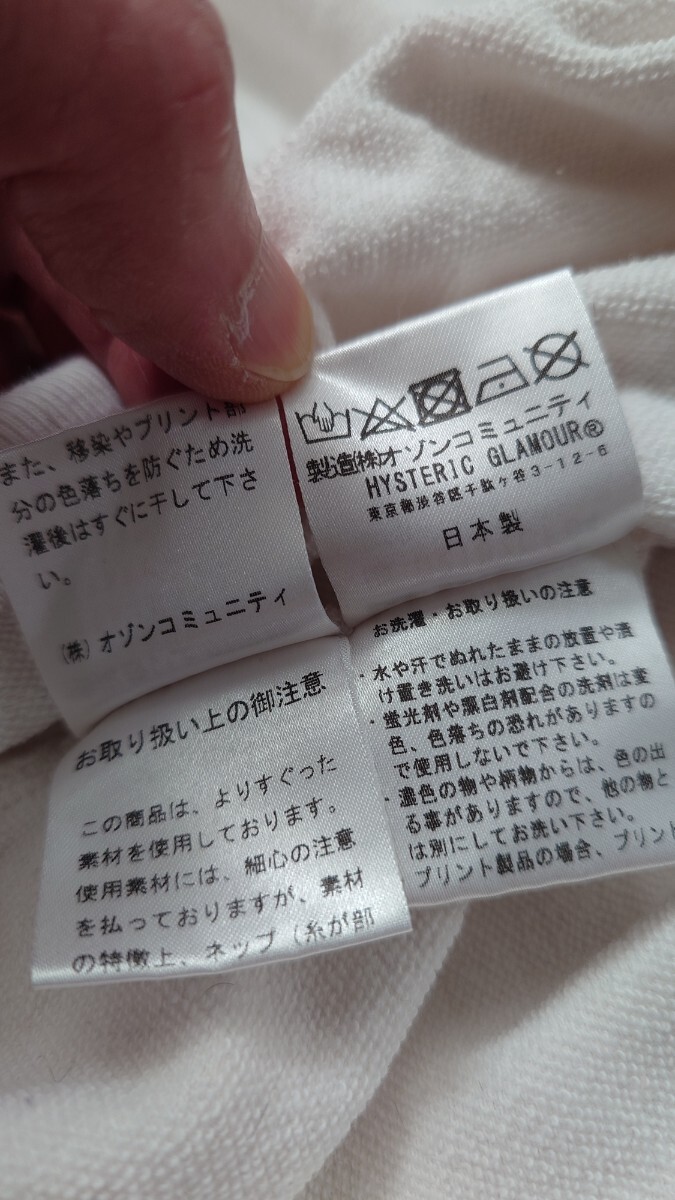 また、移染やプリント部
分の色落ちを防ぐため洗
濯後はすぐに干して下さ
い。
(株) オゾンコミュニティ
製造(株)オゾンコミュニティ
HYSTERIC GLAMOUR®
東京都渋谷区千駄ヶ谷3-12-6
日本製
お取り扱い上の御注意
この商品は、よりすぐった
素材を使用しております。
使用素材には、細心の注意
を払っておりますが、素材
の特徴上、ネップ（糸が部
お洗濯・お取り扱いの注意
・水や汗でぬれたままの放置や漬
け置き洗いはお避け下さい。
・蛍光剤や漂白剤配合の洗剤は変
色、色落ちの恐れがありますの
で使用しないで下さい。
・濃色の物や柄物からは、色の出
る事がありますので、他の物と
は別にしてお洗い下さい。
プリント製品の場合、プリント